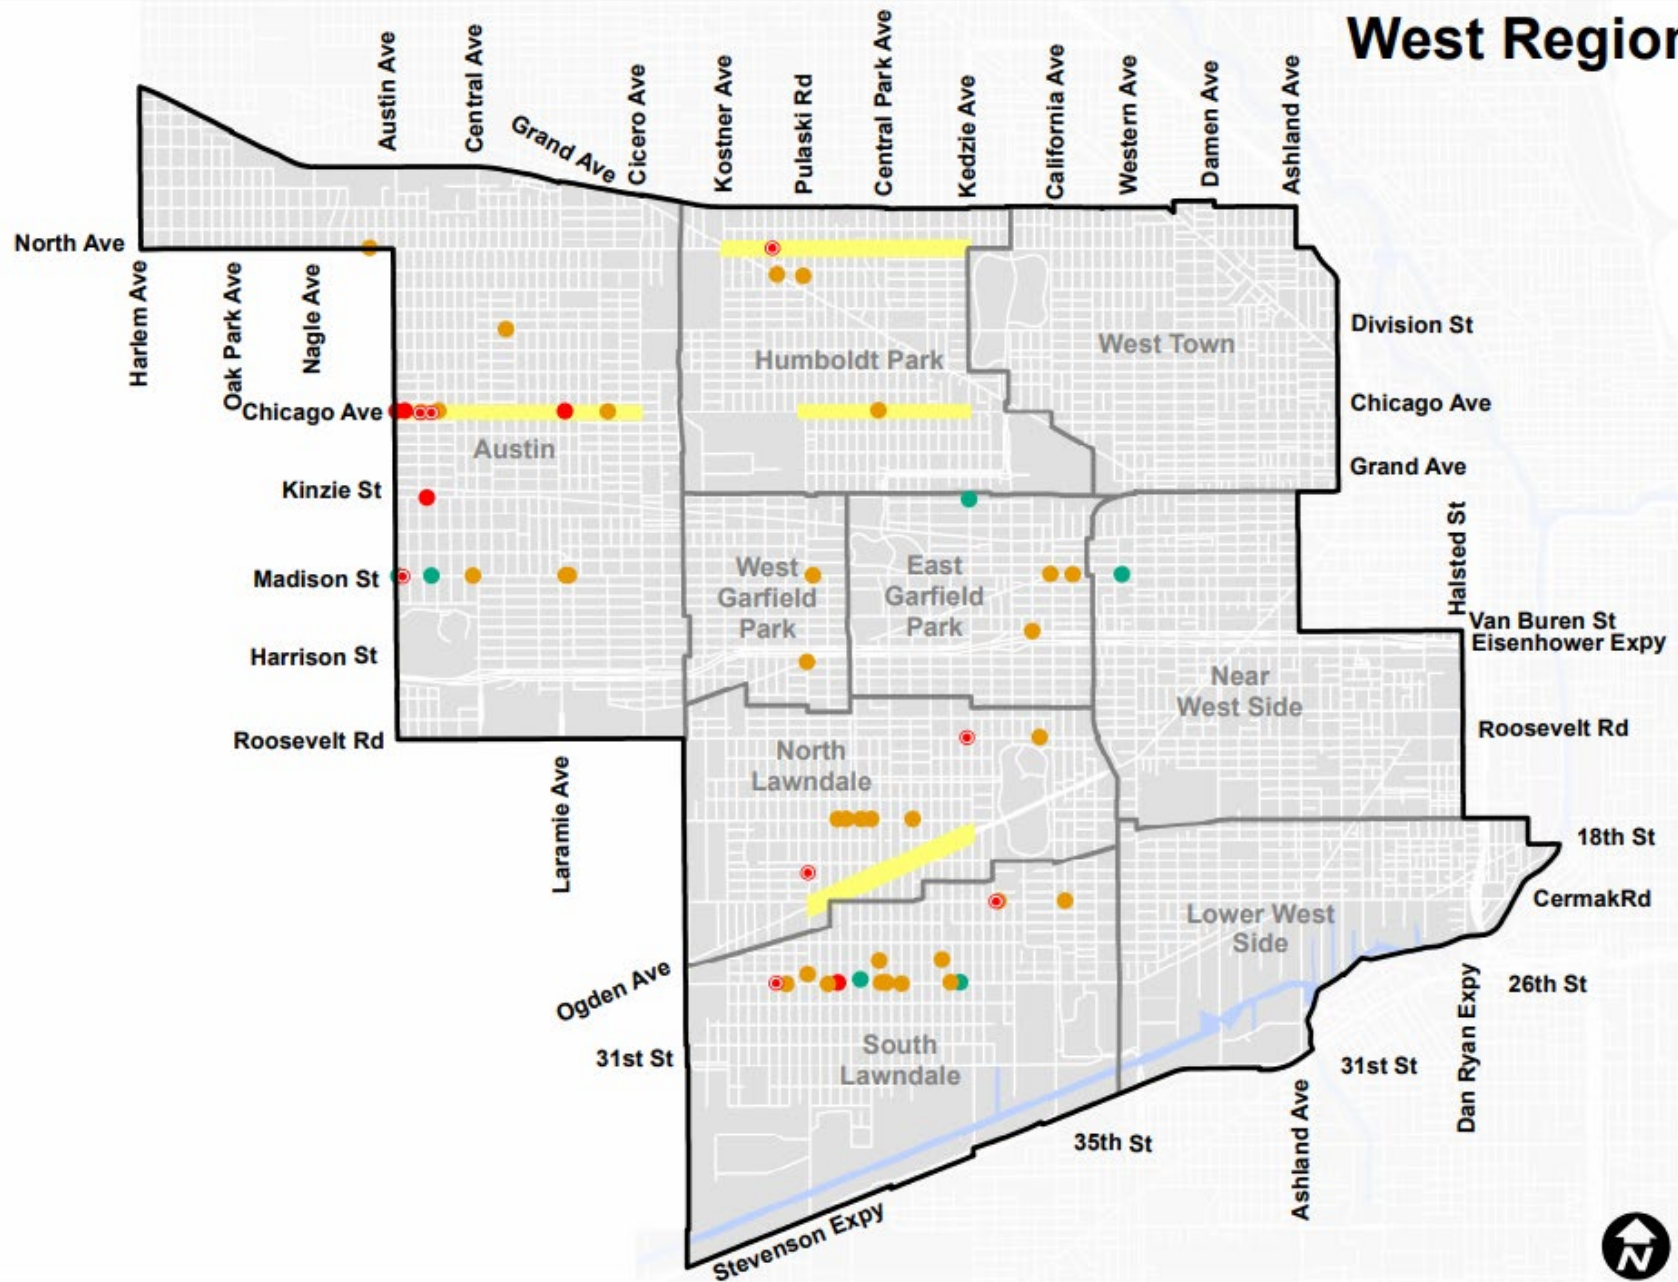 West Region
Austin Ave
Central Ave
Grand Ave
Cicero Ave
Kostner Ave
Pulaski Rd
Central Park Ave
Kedzie Ave
California Ave
Western Ave
Damen Ave
Ashland Ave
North Ave
Harlem Ave
Oak Park Ave
Nagle Ave
Division St
Humboldt Park
West Town
Chicago Ave
Chicago Ave
Austin
Grand Ave
Kinzie St
Halsted St
Madison St
West
Garfield
Park
East
Garfield
Park
Van Buren St
Eisenhower Expy
Harrison St
Near
West Side
Roosevelt Rd
Roosevelt Rd
North
Lawndale
Laramie Ave
18th St
CermakRd
Lower West
Side
Ogden Ave
26th St
Dan Ryan Expy
South
Lawndale
31st St
31st St
Ashland Ave
35th St
Stevenson Expy
N